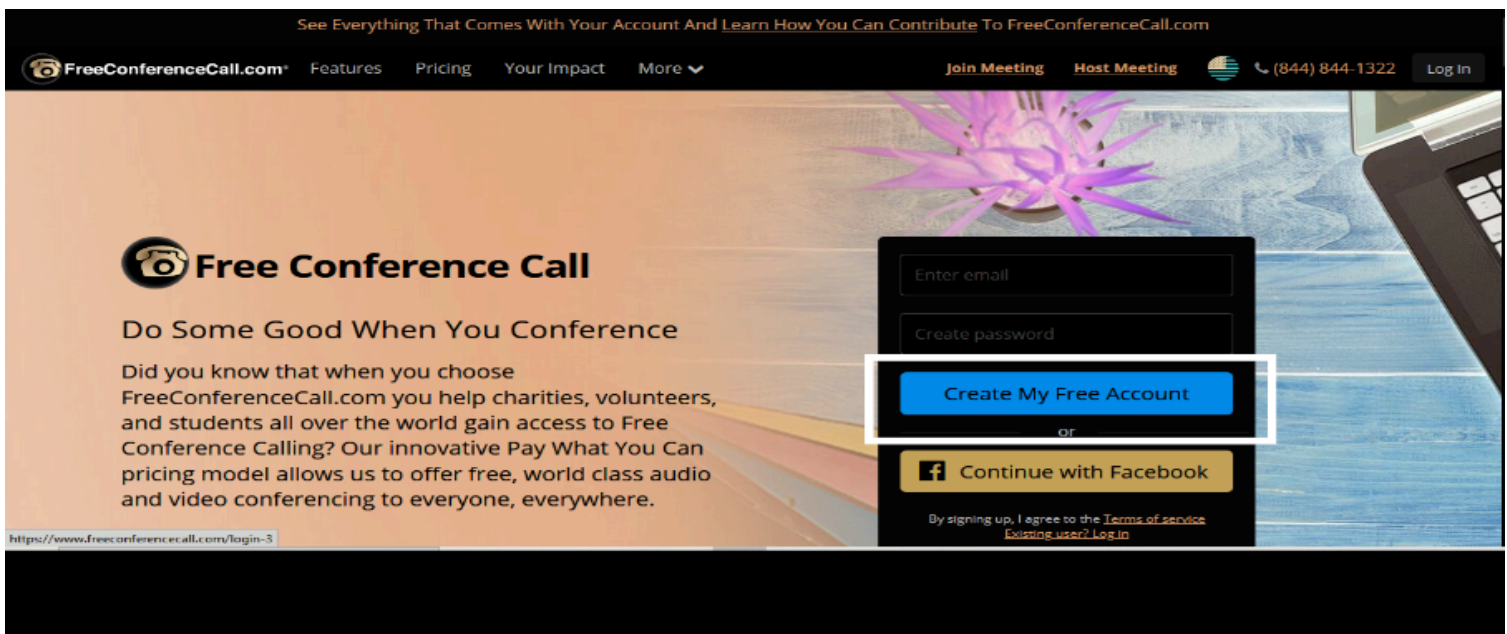 See Everything That Comes With Your Account And Learn How You Can Contribute To FreeConferenceCall.com
FreeConferenceCall.com® Features Pricing Your Impact More Join Meeting Host Meeting (844) 844-1322 Log In
Free Conference Call
Do Some Good When You Conference
Did you know that when you choose
FreeConferenceCall.com you help charities, volunteers,
and students all over the world gain access to Free
Conference Calling? Our innovative Pay What You Can
pricing model allows us to offer free, world class audio
and video conferencing to everyone, everywhere.
Enter email
Create password
Create My Free Account
or
Continue with Facebook
By signing up, I agree to the Terms of service
Existing user? Log in
https://www.freeconferencecall.com/login-3